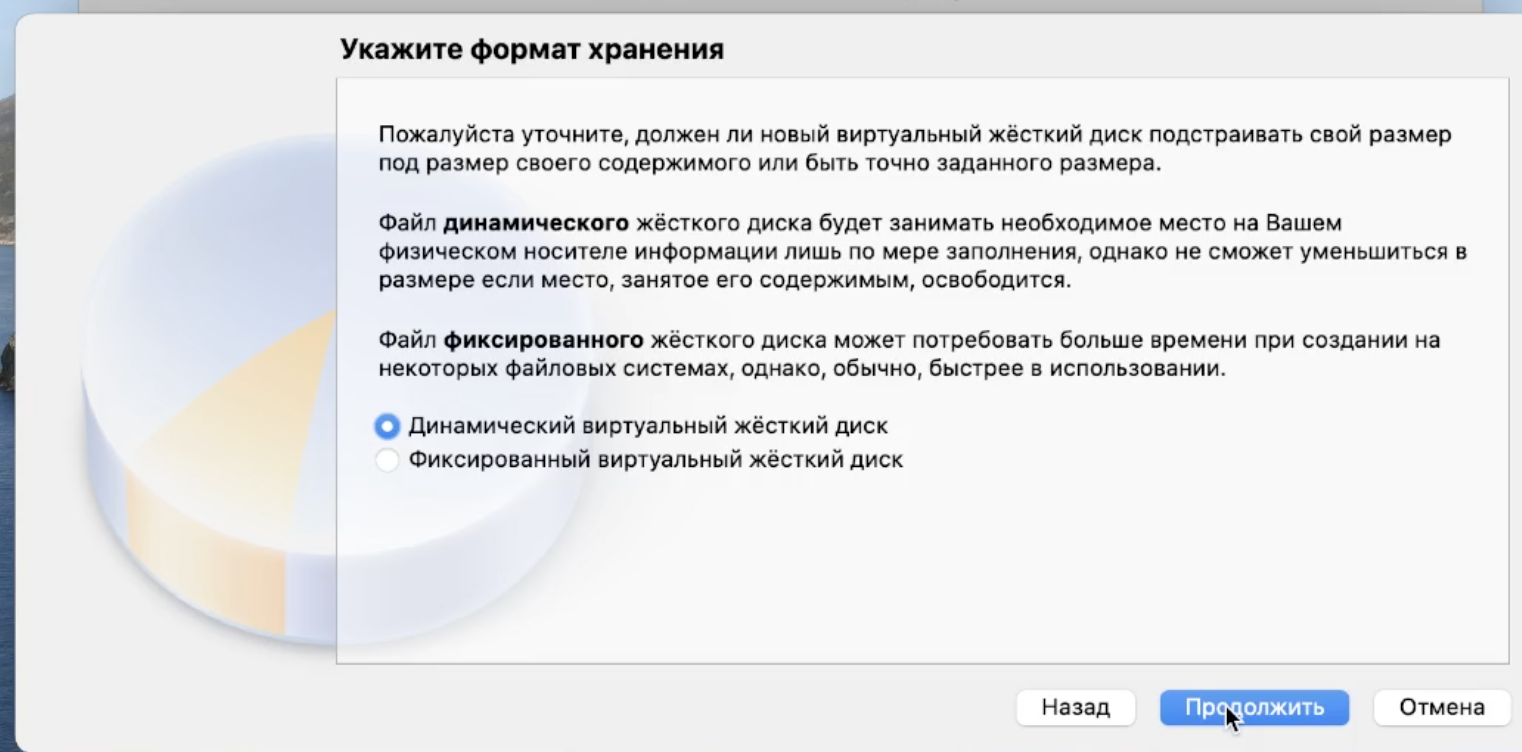 Укажите формат хранения
Пожалуйста уточните, должен ли новый виртуальный жёсткий диск подстраивать свой размер
под размер своего содержимого или быть точно заданного размера.
Файл динамического жёсткого диска будет занимать необходимое место на Вашем
физическом носителе информации лишь по мере заполнения, однако не сможет уменьшиться в
размере если место, занятое его содержимым, освободится.
Файл фиксированного жёсткого диска может потребовать больше времени при создании на
некоторых файловых системах, однако, обычно, быстрее в использовании.
Динамический виртуальный жёсткий диск
Фиксированный виртуальный жёсткий диск
Назад Продолжить Отмена